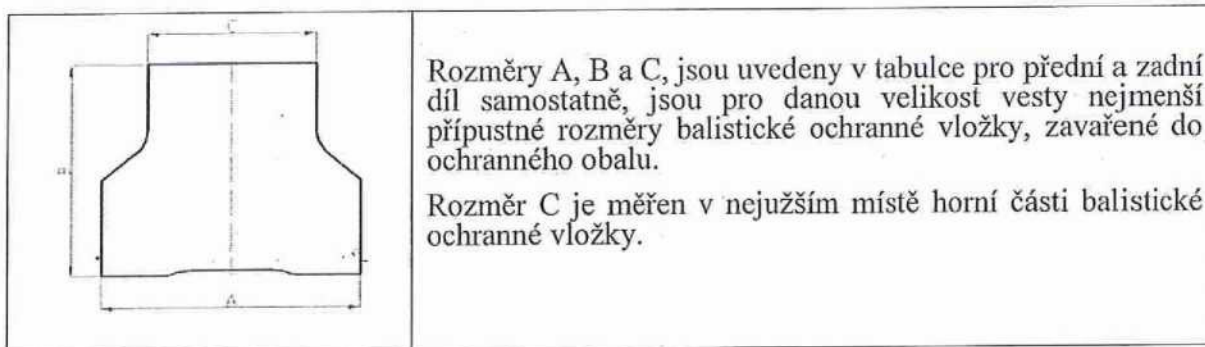 C
B
A
Rozměry A, B a C, jsou uvedeny v tabulce pro přední a zadní
díl samostatně, jsou pro danou velikost vesty nejmenší
přípustné rozměry balistické ochranné vložky, zavařené do
ochranného obalu.
Rozměr C je měřen v nejužším místě horní části balistické
ochranné vložky.